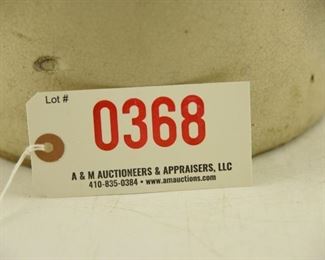 Lot #
0368
A & M AUCTIONEERS & APPRAISERS, LLC
410-835-0384 • www.amauctions.com